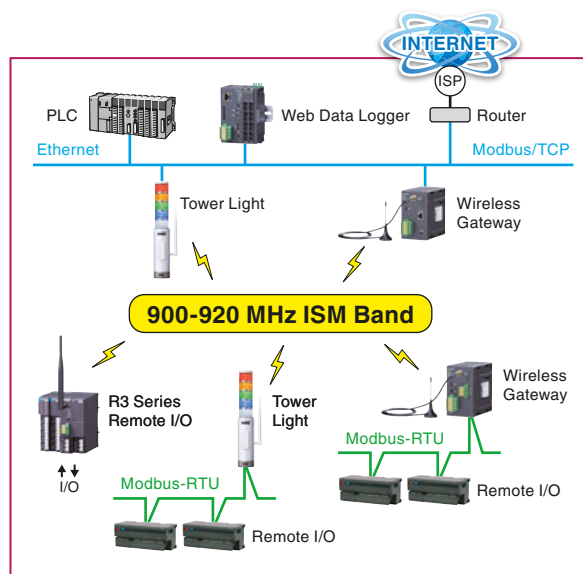 INTERNET
ISP
PLC
Web Data Logger
Router
Ethernet
Modbus/TCP
Tower Light
Wireless
Gateway
900-920 MHz ISM Band
R3 Series
Remote I/O
I/O
Tower
Light
Wireless
Gateway
Modbus-RTU
Remote I/O
Modbus-RTU
Remote I/O